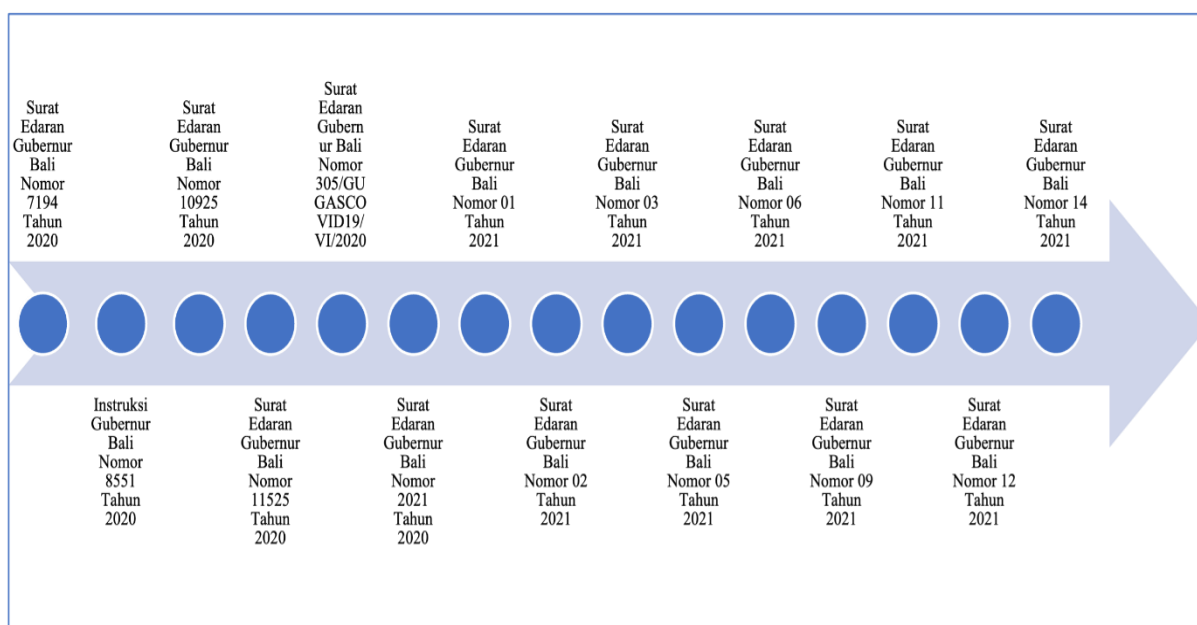 Surat
Edaran
Gubernur
Bali
Nomor
7194
Tahun
2020
Instruksi
Gubernur
Bali
Nomor
8551
Tahun
2020
Surat
Edaran
Gubernur
Bali
Nomor
10925
Tahun
2020
Surat
Edaran
Gubernur
Bali
Nomor
11525
Tahun
2020
Surat
Edaran
Gubern
ur Bali
Nomor
305/GU
GASCO
VID19/
VI/2020
Surat
Edaran
Gubernur
Bali
Nomor
2021
Tahun
2020
Surat
Edaran
Gubernur
Bali
Nomor 01
Tahun
2021
Surat
Edaran
Gubernur
Bali
Nomor 02
Tahun
2021
Surat
Edaran
Gubernur
Bali
Nomor 03
Tahun
2021
Surat
Edaran
Gubernur
Bali
Nomor 05
Tahun
2021
Surat
Edaran
Gubernur
Bali
Nomor 06
Tahun
2021
Surat
Edaran
Gubernur
Bali
Nomor 09
Tahun
2021
Surat
Edaran
Gubernur
Bali
Nomor 11
Tahun
2021
Surat
Edaran
Gubernur
Bali
Nomor 12
Tahun
2021
Surat
Edaran
Gubernur
Bali
Nomor 14
Tahun
2021